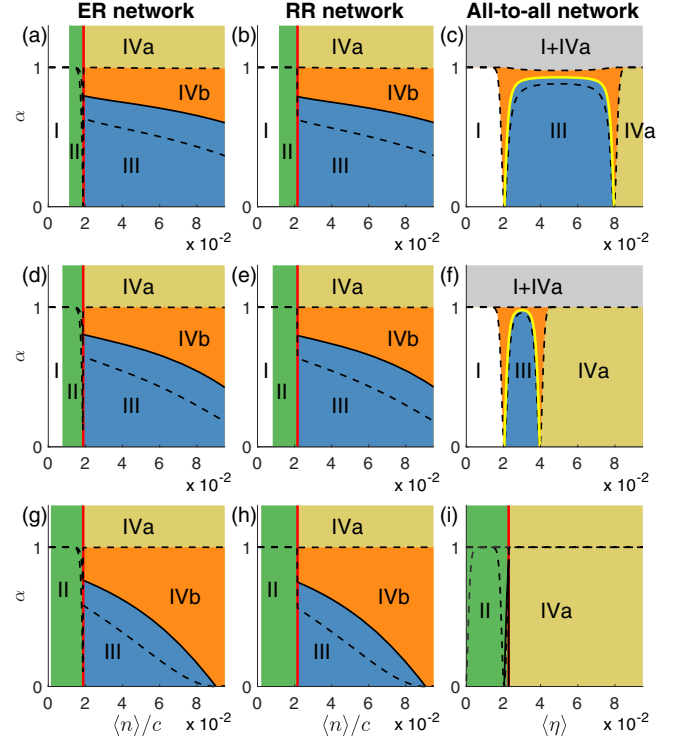 ER network RR network All-to-all network
(a) (b) (c)
IVa IVa I+IVa
1 1 1
IVb IVb
α I II III I II III I III IVa
0 0 0
0 2 4 6 8 0 2 4 6 8 0 2 4 6 8
x 10^-2 x 10^-2 x 10^-2
(d) (e) (f)
IVa IVa I+IVa
1 1 1
IVb IVb
α I II III I II III I III IVa
0 0 0
0 2 4 6 8 0 2 4 6 8 0 2 4 6 8
x 10^-2 x 10^-2 x 10^-2
(g) (h) (i)
IVa IVa
1 1 1
α II IVb II IVb II IVa
III III
0 0 0
0 2 4 6 8 0 2 4 6 8 0 2 4 6 8
⟨n⟩/c x 10^-2 ⟨n⟩/c x 10^-2 ⟨η⟩ x 10^-2